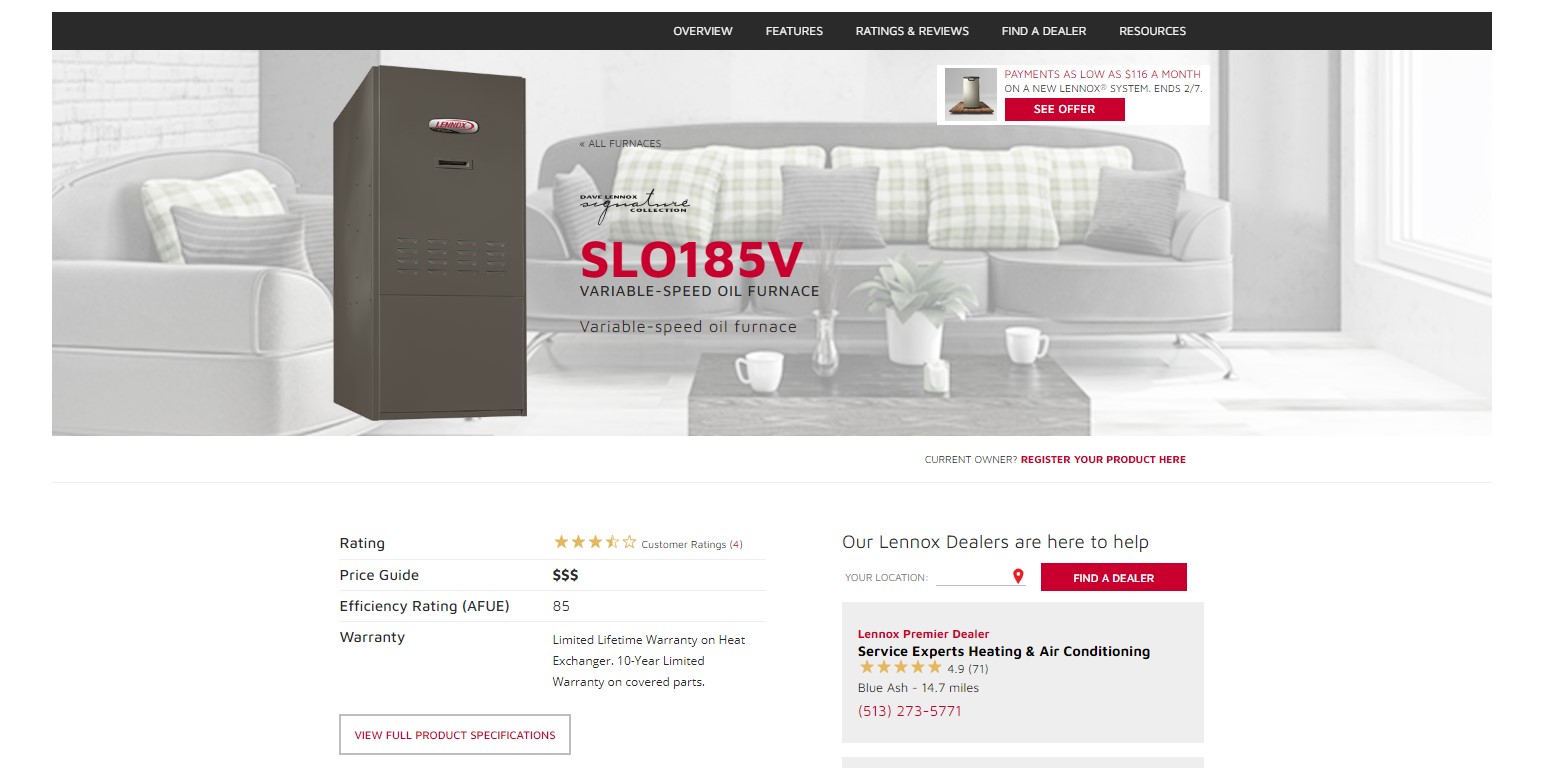 OVERVIEW FEATURES RATINGS & REVIEWS FIND A DEALER RESOURCES
PAYMENTS AS LOW AS $116 A MONTH
ON A NEW LENNOX® SYSTEM. ENDS 2/7.
SEE OFFER
LENNOX
« ALL FURNACES
DAVE LENNOX
signature
COLLECTION
SLO185V
VARIABLE-SPEED OIL FURNACE
Variable-speed oil furnace
CURRENT OWNER? REGISTER YOUR PRODUCT HERE
Rating Customer Ratings (4)
Price Guide $$$
Efficiency Rating (AFUE) 85
Warranty Limited Lifetime Warranty on Heat
Exchanger. 10-Year Limited
Warranty on covered parts.
VIEW FULL PRODUCT SPECIFICATIONS
Our Lennox Dealers are here to help
YOUR LOCATION: FIND A DEALER
Lennox Premier Dealer
Service Experts Heating & Air Conditioning
4.9 (71)
Blue Ash - 14.7 miles
(513) 273-5771